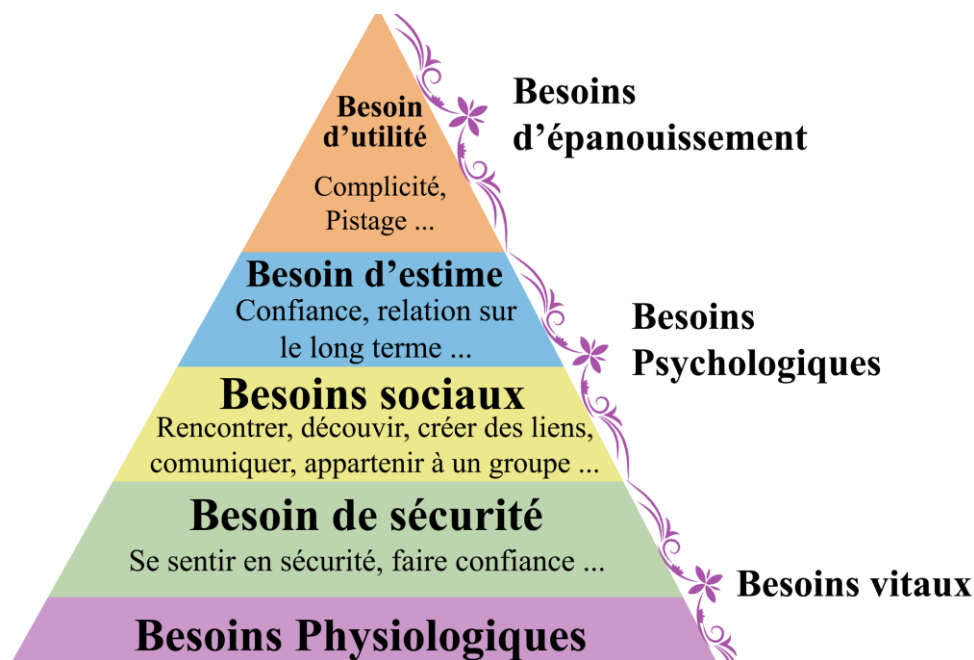 Besoin
d'utilité
Complicité,
Pistage ...
Besoins
d'épanouissement
Besoin d'estime
Confiance, relation sur
le long terme ...
Besoins
Psychologiques
Besoins sociaux
Rencontrer, découvir, créer des liens,
comuniquer, appartenir à un groupe ...
Besoin de sécurité
Se sentir en sécurité, faire confiance ...
Besoins vitaux
Besoins Physiologiques